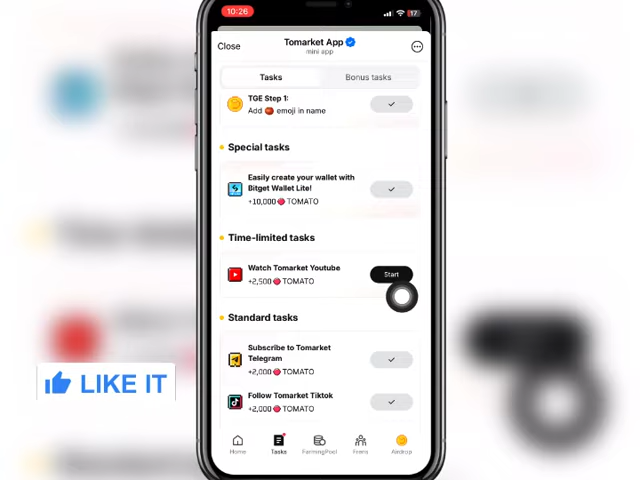 10:26
17
Close
Tomarket App
mini app
Tasks
Bonus tasks
TGE Step 1:
Add 🍅 emoji in name
Special tasks
Easily create your wallet with
Bitget Wallet Lite!
+10,000 TOMATO
Time-limited tasks
Watch Tomarket Youtube
+2,500 TOMATO
Start
Standard tasks
Subscribe to Tomarket
Telegram
+2,000 TOMATO
Follow Tomarket Tiktok
+2,000 TOMATO
LIKE IT
Home
Tasks
FarmingPool
Frens
Airdrop